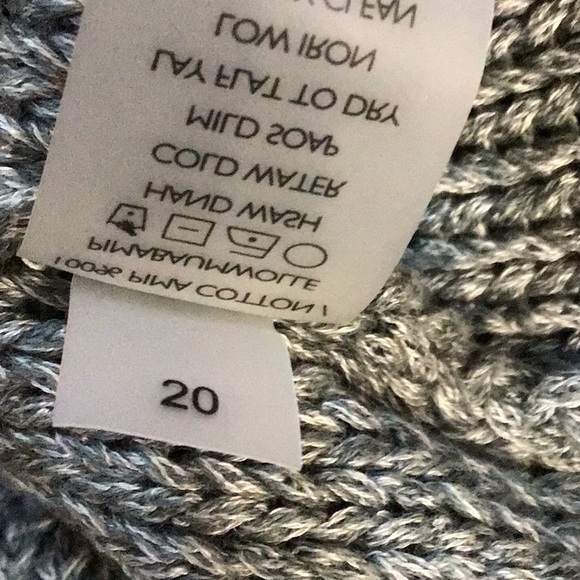 100% PIMA COTTON /
PIMABAUMWOLLE
HAND WASH
COLD WATER
MILD SOAP
LAY FLAT TO DRY
LOW IRON
CLEAN
20